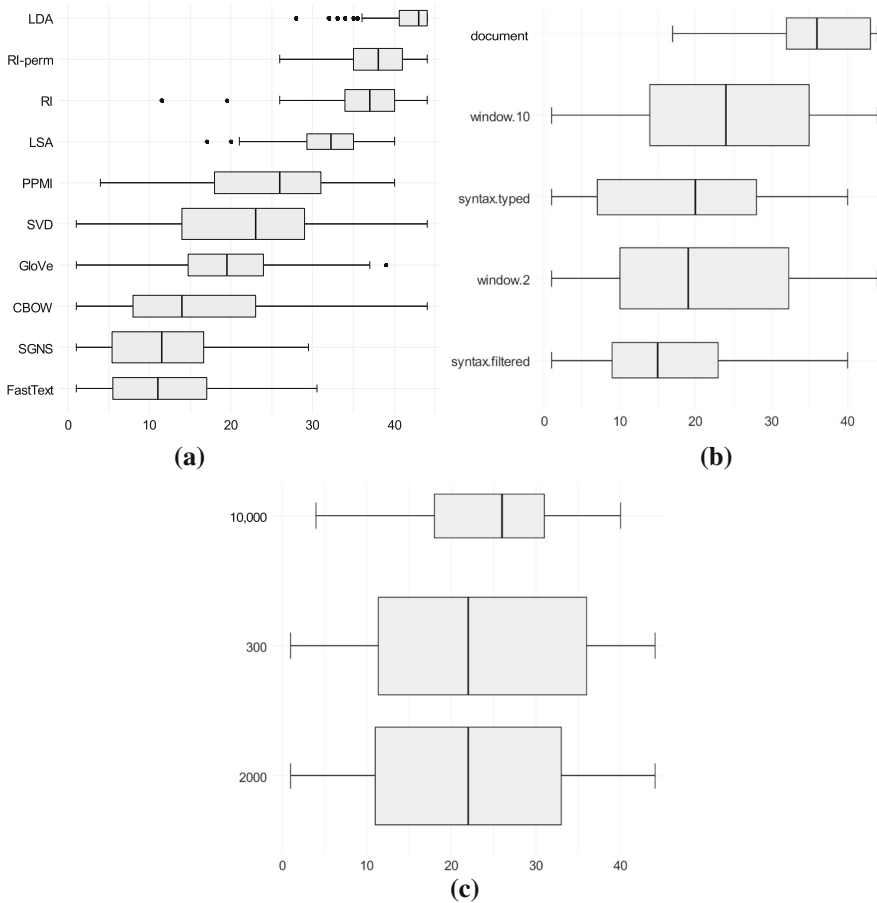 LDA
RI-perm
RI
LSA
PPMI
SVD
GloVe
CBOW
SGNS
FastText
0 10 20 30 40
(a)
document
window.10
syntax.typed
window.2
syntax.filtered
0 10 20 30 40
(b)
10,000
300
2000
0 10 20 30 40
(c)